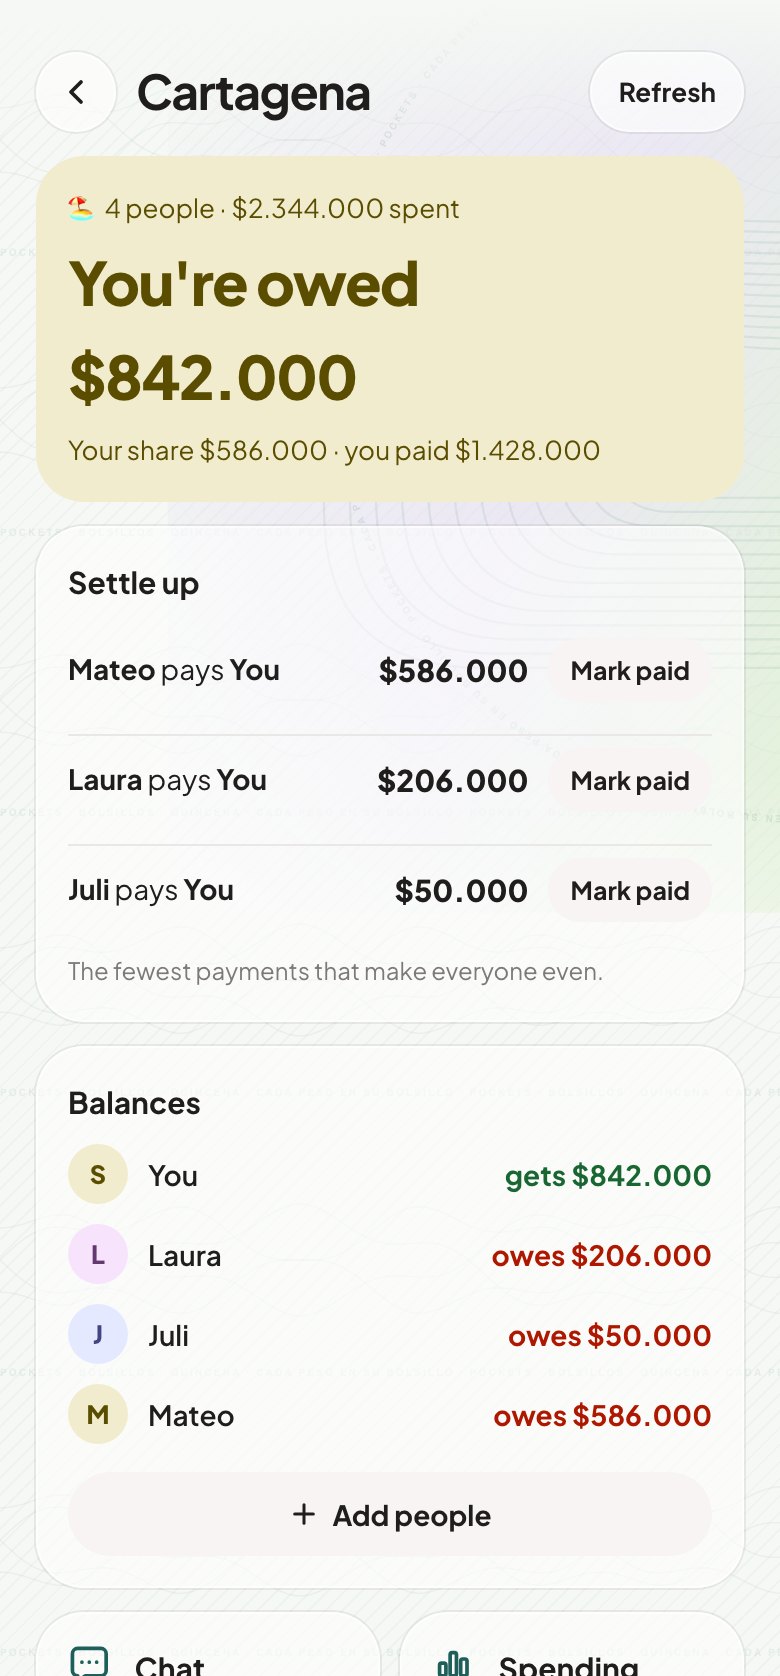 Cartagena
Refresh
4 people · $2.344.000 spent
You're owed
$842.000
Your share $586.000 · you paid $1.428.000
Settle up
Mateo pays You $586.000 Mark paid
Laura pays You $206.000 Mark paid
Juli pays You $50.000 Mark paid
The fewest payments that make everyone even.
Balances
S You gets $842.000
L Laura owes $206.000
J Juli owes $50.000
M Mateo owes $586.000
+ Add people
Chat
Spending